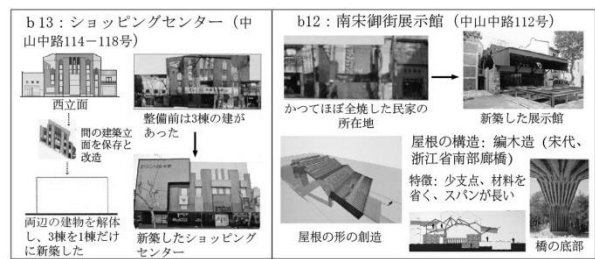 b13：ショッピングセンター（中
山中路114－118号）
西立面
整備前は3棟の建が
あった
間の建築立
面を保存と
改造
両辺の建物を解体
し、3棟を1棟だけ
に新築した
新築したショッピング
センター
b12：南宋御街展示館（中山中路112号）
かつてほぼ全焼した民家の
所在地
新築した展示館
屋根の構造：編木造（宋代、
浙江省南部廊橋）
特徴：少支点、材料を
省く、スパンが長い
屋根の形の創造
橋の底部